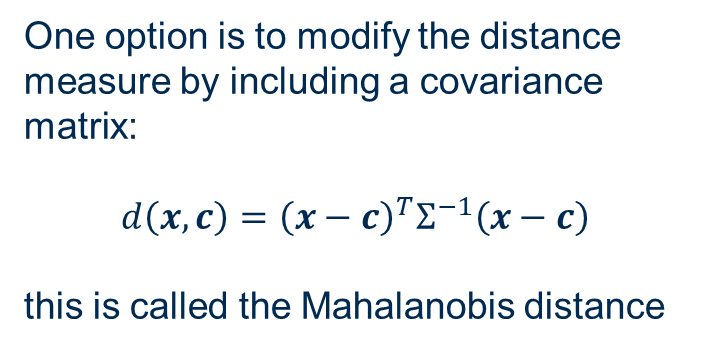 One option is to modify the distance
measure by including a covariance
matrix:
d(x, c) = (x − c)ᵀΣ⁻¹(x − c)
this is called the Mahalanobis distance